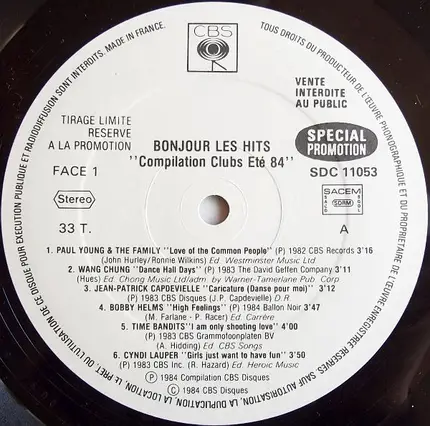 TOUS DROITS DU PRODUCTEUR DE L'ŒUVRE PHONOGRAPHIQUE ET DU PROPRIETAIRE DE L'ŒUVRE ENREGISTREE RESERVES. SAUF AUTORISATION, LA DUPLICATION, LA LOCATION, LE PRET OU L'UTILISATION DE CE DISQUE POUR EXECUTION PUBLIQUE ET RADIODIFFUSION SONT INTERDITS. MADE IN FRANCE.
CBS
VENTE
INTERDITE
AU PUBLIC
TIRAGE LIMITE
RESERVE
A LA PROMOTION
BONJOUR LES HITS
"Compilation Clubs Eté 84"
SPECIAL
PROMOTION
FACE 1
SDC 11053
Stereo
SACEM
SDRM
33 T.
A
1. PAUL YOUNG & THE FAMILY "Love of the Common People" (P) 1982 CBS Records 3'16
(John Hurley/Ronnie Wilkins) Ed. Westminster Music Ltd
2. WANG CHUNG "Dance Hall Days" (P) 1983 The David Geffen Company 3'11
(Hues) Ed. Chong Music Ltd/adm. by Warner-Tamerlane Pub. Corp
3. JEAN-PATRICK CAPDEVIELLE "Caricature (Danse pour moi)" 3'12
(P) 1983 CBS Disques (J.P. Capdevielle) D.R
4. BOBBY HELMS "High Feelings" (P) 1984 Ballon Noir 3'47
(M. Farlane - P. Racer) Ed. Carrère
5. TIME BANDITS "I am only shooting love" 4'00
(P) 1983 CBS Grammofoonplaten BV
(A. Hidding) Ed. CBS Songs
6. CYNDI LAUPER "Girls just want to have fun" 3'50
(P) 1983 CBS Inc. (R. Hazard) Ed. Heroic Music
Ⓟ 1984 Compilation CBS Disques
© 1984 CBS Disques